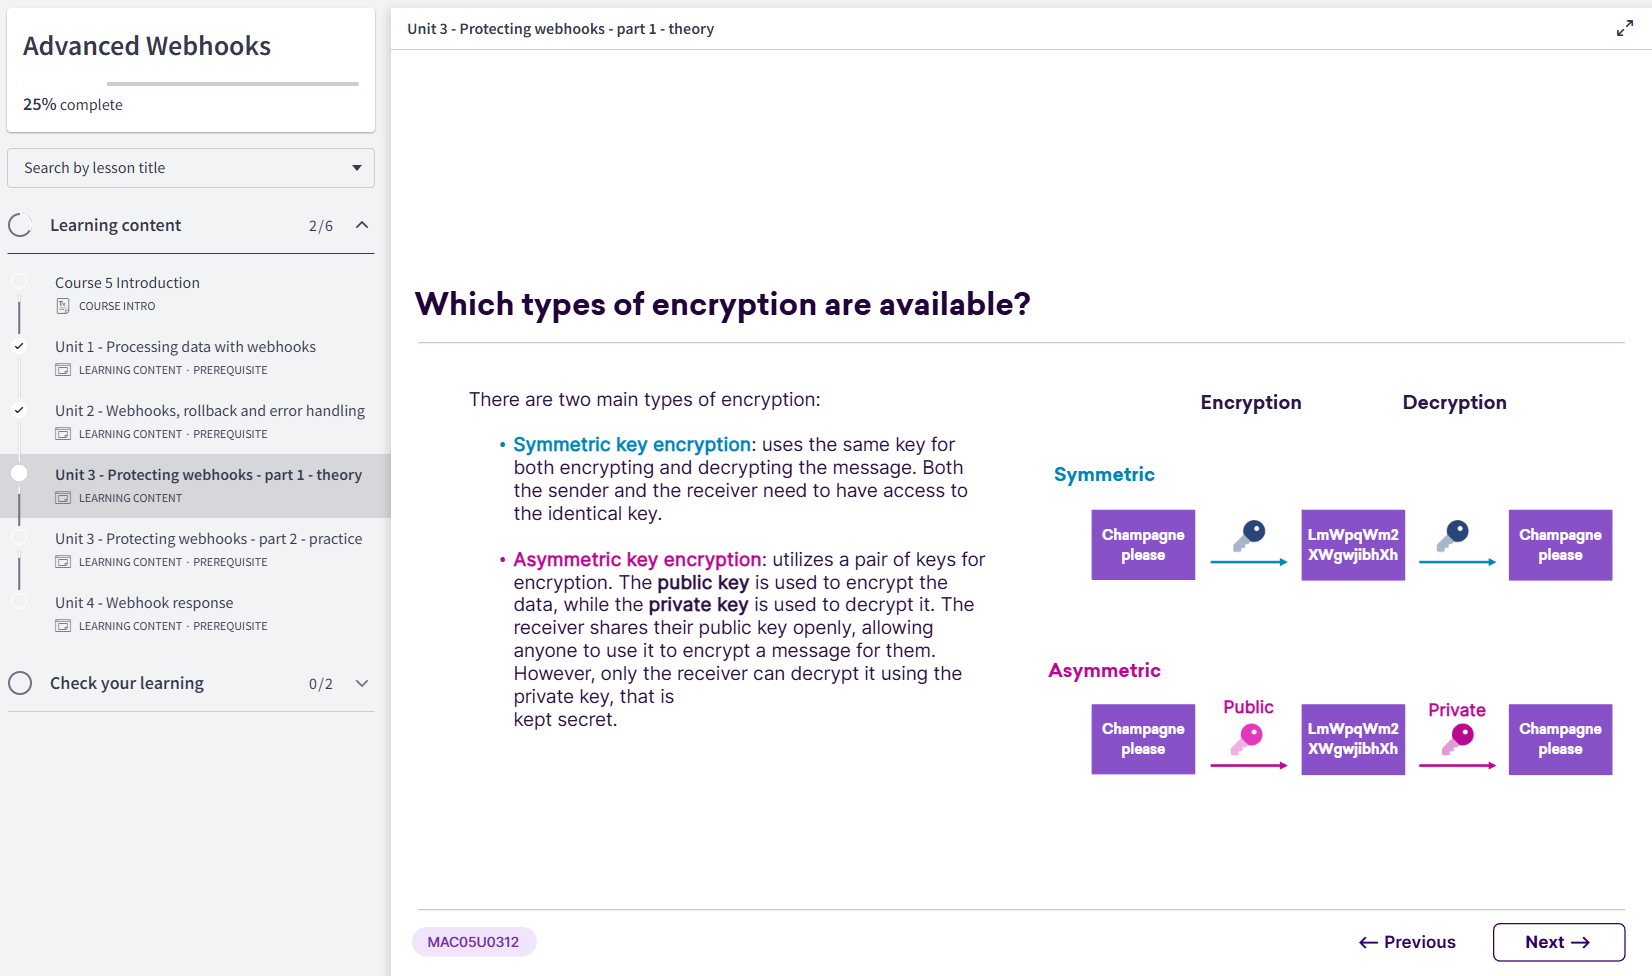 Advanced Webhooks
25% complete
Search by lesson title
Learning content 2/6
Course 5 Introduction
COURSE INTRO
Unit 1 - Processing data with webhooks
LEARNING CONTENT · PREREQUISITE
Unit 2 - Webhooks, rollback and error handling
LEARNING CONTENT · PREREQUISITE
Unit 3 - Protecting webhooks - part 1 - theory
LEARNING CONTENT
Unit 3 - Protecting webhooks - part 2 - practice
LEARNING CONTENT · PREREQUISITE
Unit 4 - Webhook response
LEARNING CONTENT · PREREQUISITE
Check your learning 0/2
Unit 3 - Protecting webhooks - part 1 - theory
Which types of encryption are available?
There are two main types of encryption:
• Symmetric key encryption: uses the same key for
both encrypting and decrypting the message. Both
the sender and the receiver need to have access to
the identical key.
• Asymmetric key encryption: utilizes a pair of keys for
encryption. The public key is used to encrypt the
data, while the private key is used to decrypt it. The
receiver shares their public key openly, allowing
anyone to use it to encrypt a message for them.
However, only the receiver can decrypt it using the
private key, that is
kept secret.
Encryption Decryption
Symmetric
Champagne
please
LmWpqWm2
XWgwjibhXh
Champagne
please
Asymmetric
Public
Private
Champagne
please
LmWpqWm2
XWgwjibhXh
Champagne
please
MAC05U0312
← Previous
Next →